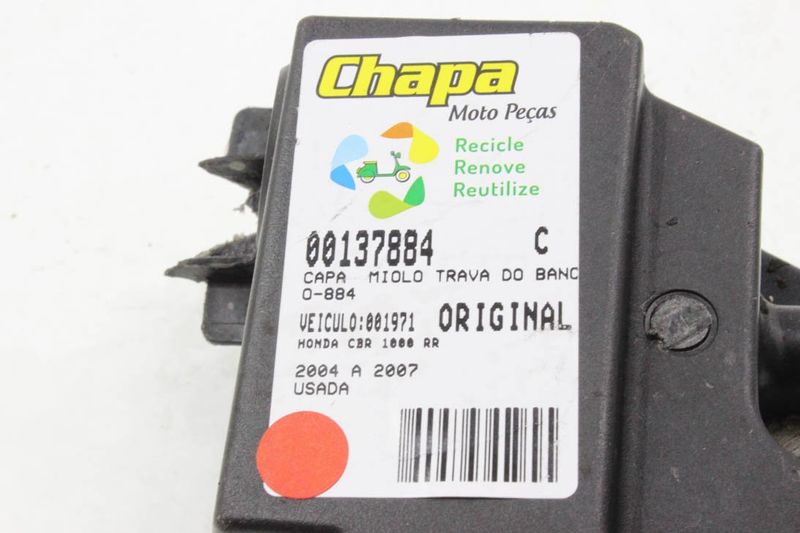 Chapa
Moto Peças
Recicle
Renove
Reutilize
00137884 C
CAPA MIOLO TRAVA DO BANC
O-884
VEICULO:001971 ORIGINAL
HONDA CBR 1000 RR
2004 A 2007
USADA